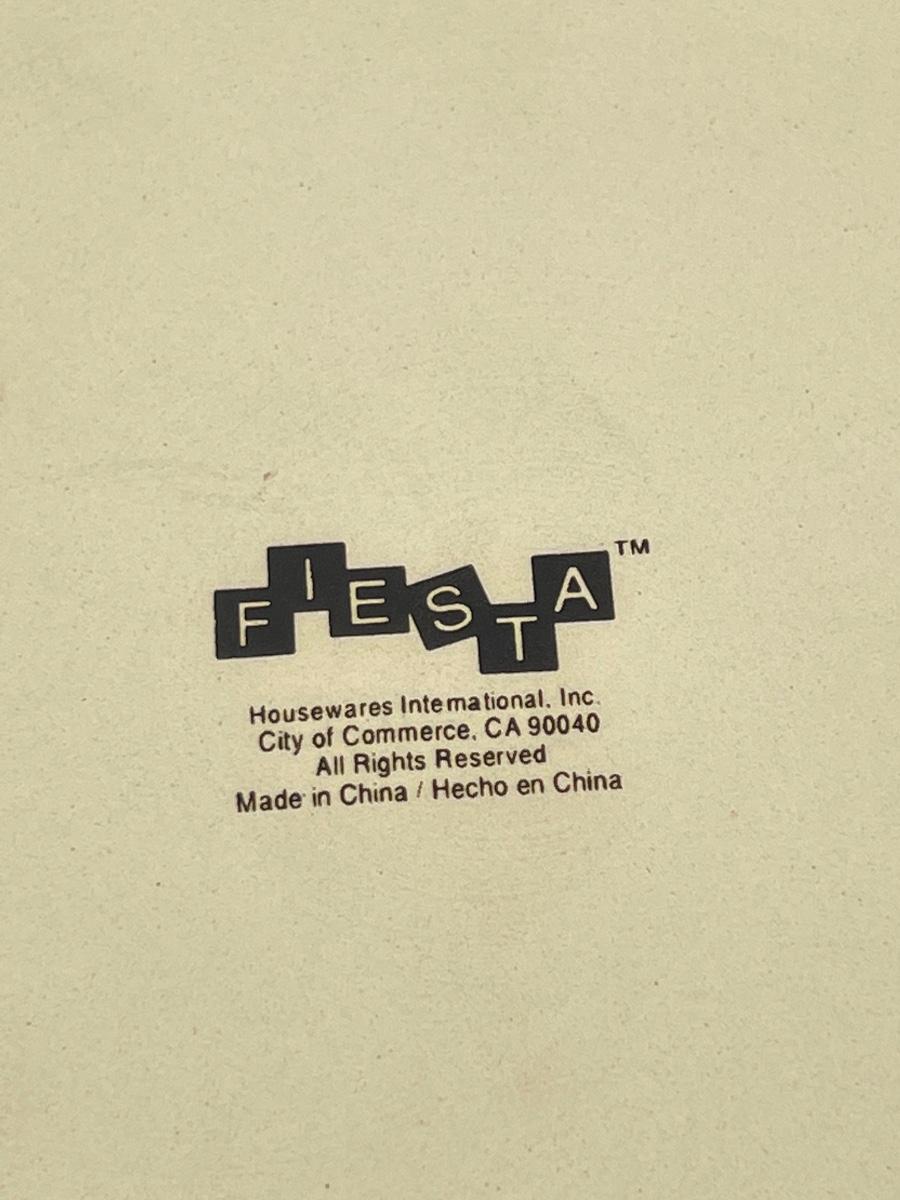 FIESTA™
Housewares International, Inc.
City of Commerce, CA 90040
All Rights Reserved
Made in China / Hecho en China